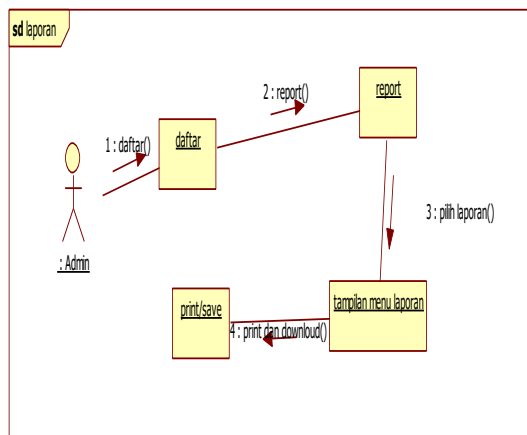 sd laporan
2 : report()
report
1 : daftar()
daftar
3 : pilih laporan()
: Admin
print/save
tampilan menu laporan
4 : print dan downloud()